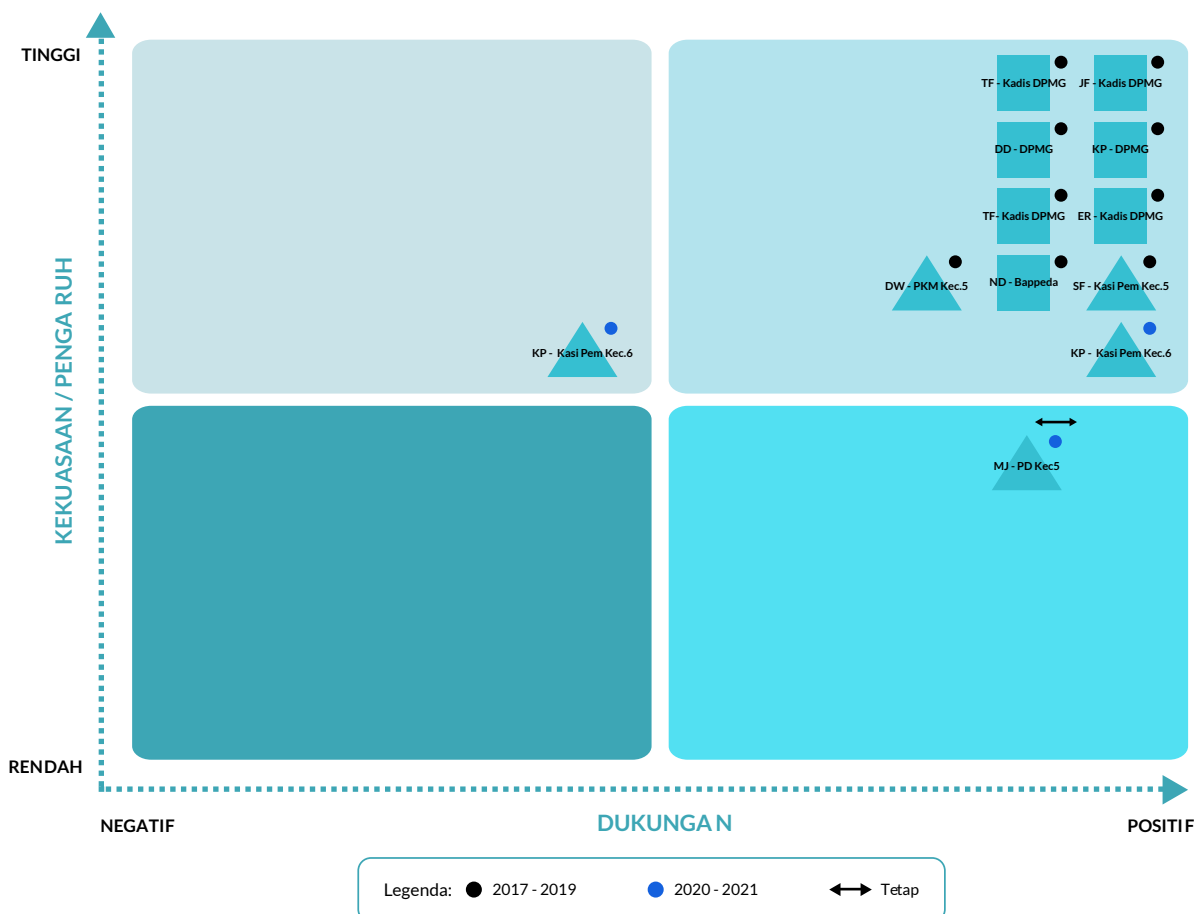 TINGGI
TF - Kadis DPMG
JF - Kadis DPMG
DD - DPMG
KP - DPMG
TF- Kadis DPMG
ER - Kadis DPMG
DW - PKM Kec.5
ND - Bappeda
SF - Kasi Pem Kec.5
KP - Kasi Pem Kec.6
KP - Kasi Pem Kec.6
KEKUASAAN / PENGARUH
MJ - PD Kec5
RENDAH
NEGATIF
DUKUNGAN
POSITIF
Legenda: 2017 - 2019 2020 - 2021 Tetap